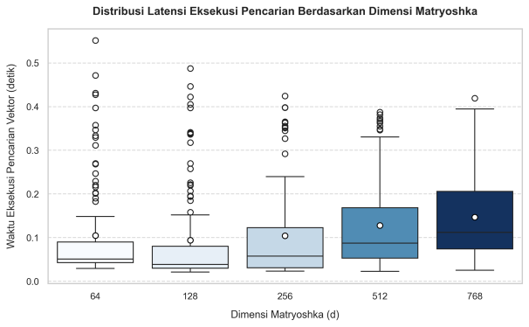 Distribusi Latensi Eksekusi Pencarian Berdasarkan Dimensi Matryoshka
Waktu Eksekusi Pencarian Vektor (detik)
0.5
0.4
0.3
0.2
0.1
0.0
64 128 256 512 768
Dimensi Matryoshka (d)